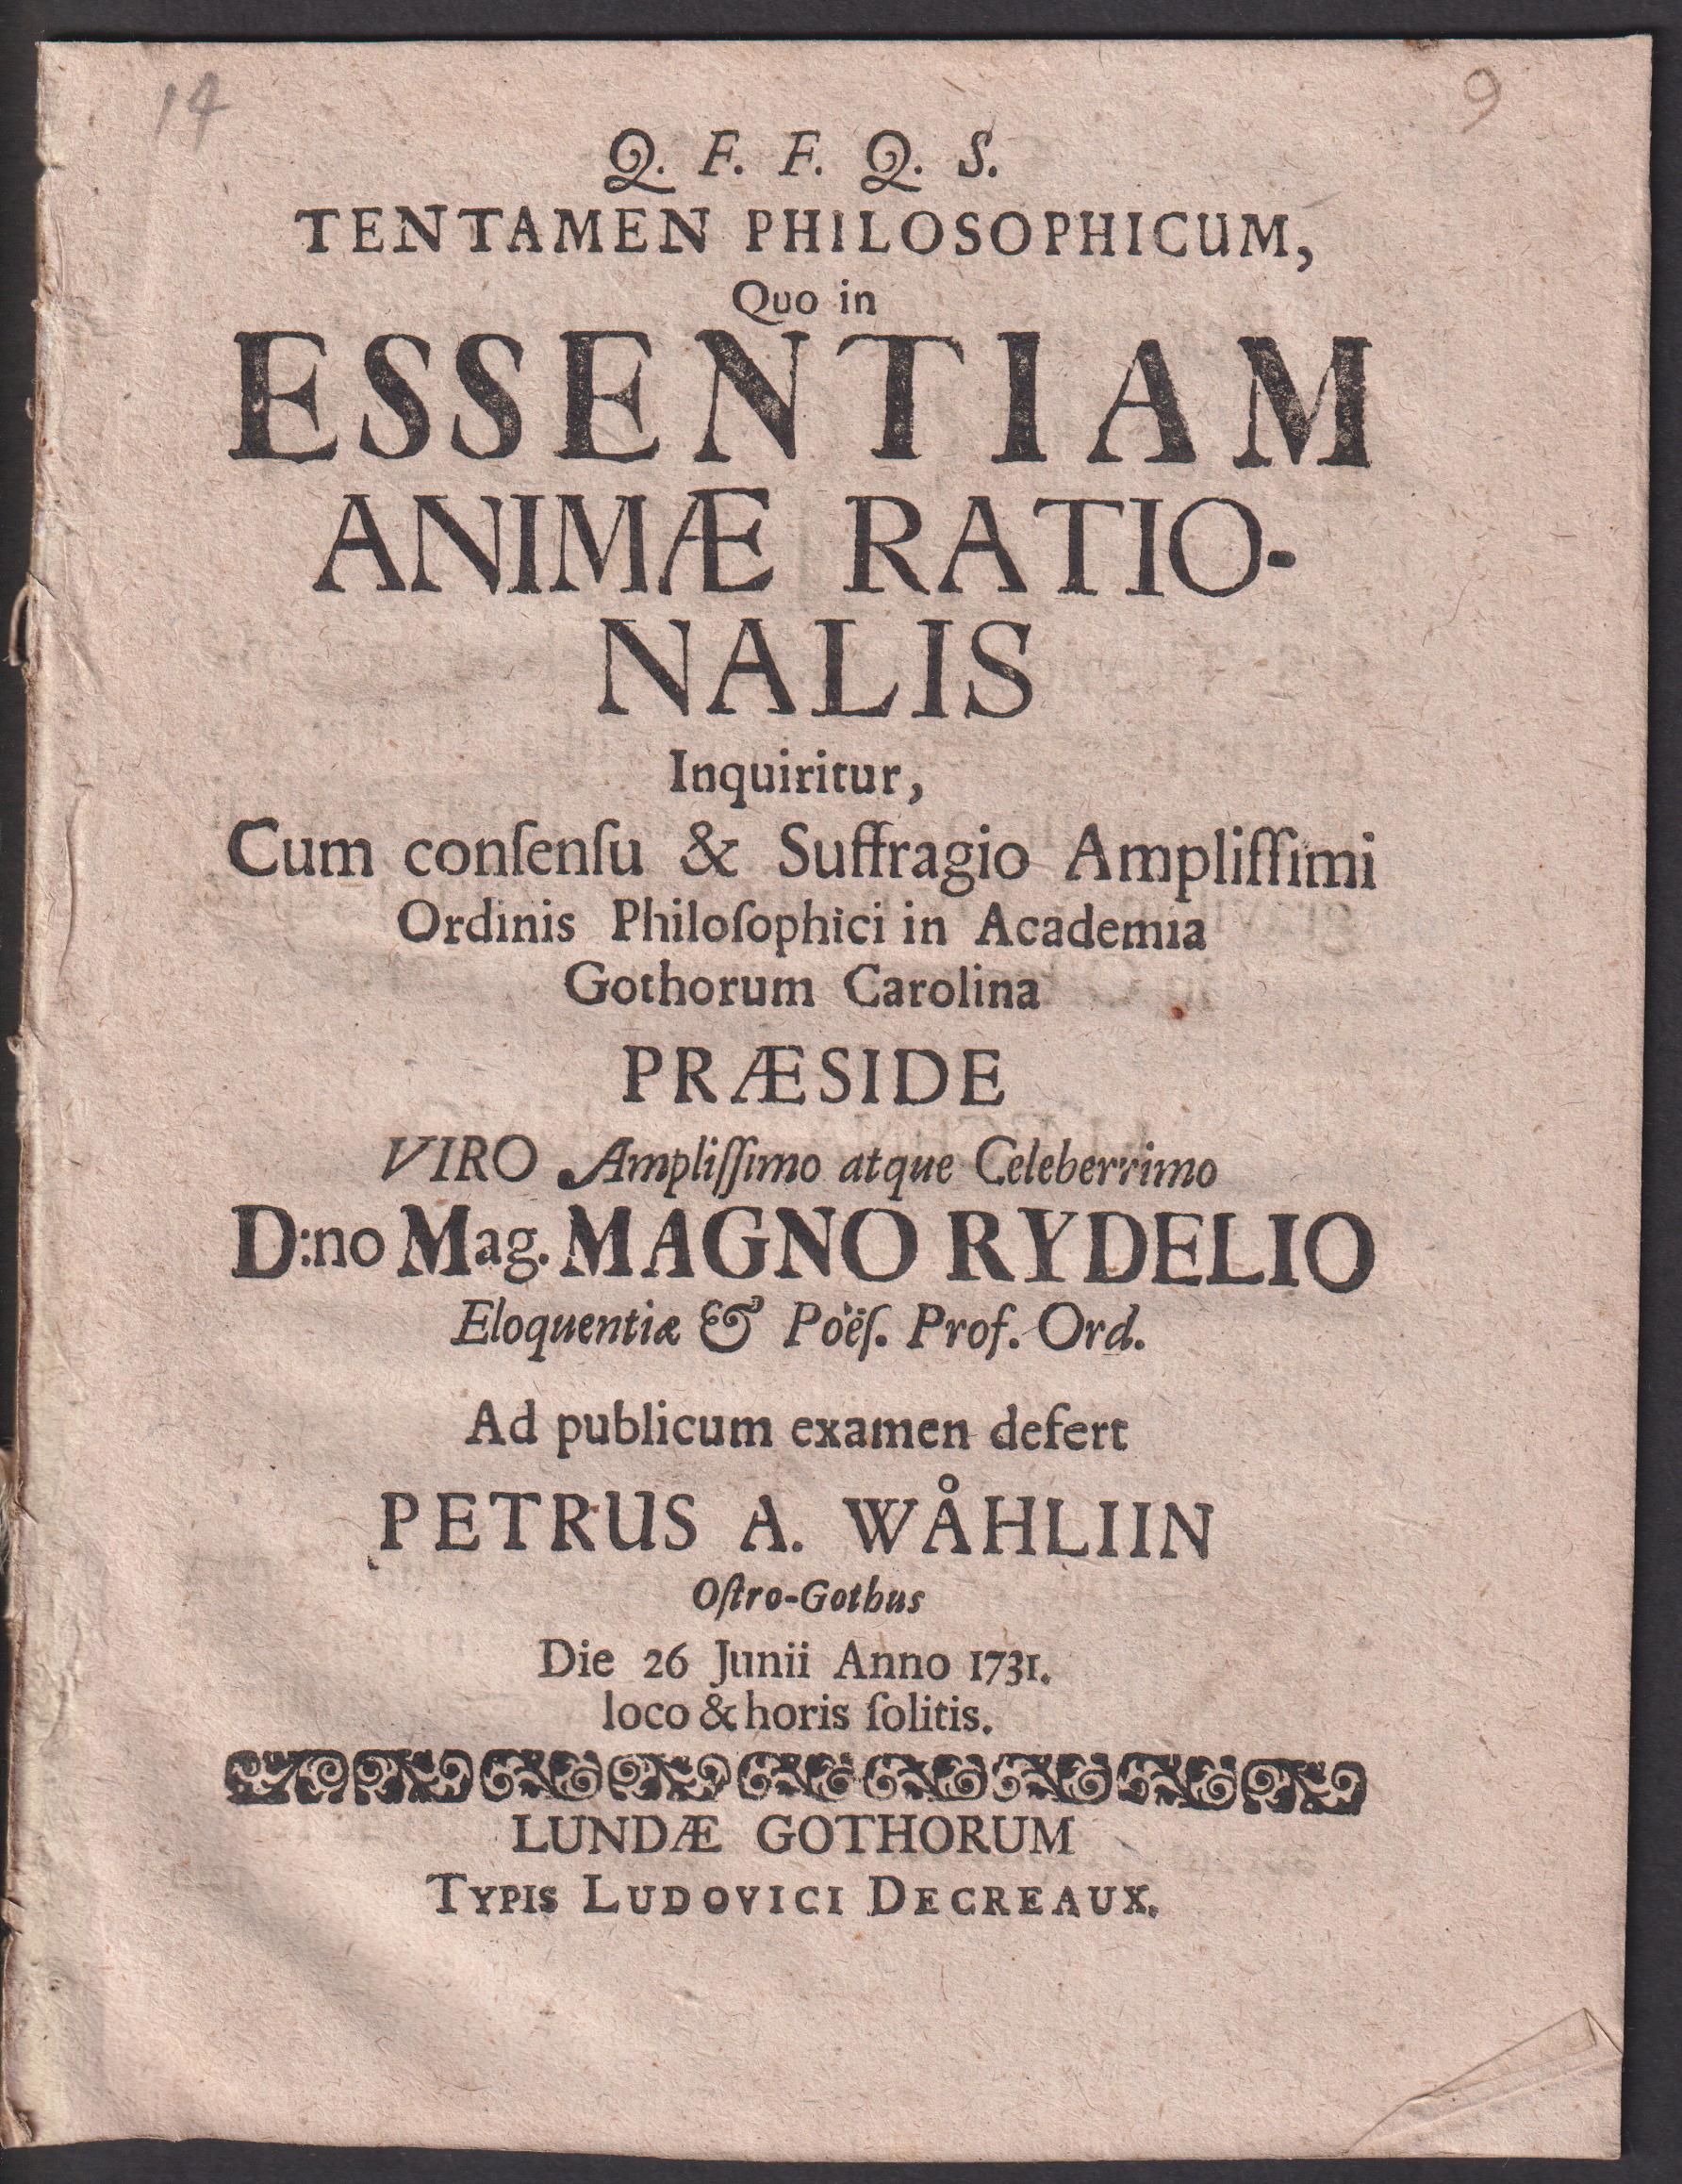 14
9
Q. F. F. Q. S.
TENTAMEN PHILOSOPHICUM,
Quo in
ESSENTIAM
ANIMÆ RATIO-
NALIS
Inquiritur,
Cum conſenſu & Suffragio Ampliſſimi
Ordinis Philoſophici in Academia
Gothorum Carolina
PRÆSIDE
VIRO Ampliſſimo atque Celeberrimo
D:no Mag. MAGNO RYDELIO
Eloquentiæ & Poëſ. Prof. Ord.
Ad publicum examen defert
PETRUS A. WÅHLIIN
Oſtro-Gothus
Die 26 Junii Anno 1731.
loco & horis ſolitis.
LUNDÆ GOTHORUM
TYPIS LUDOVICI DECREAUX.